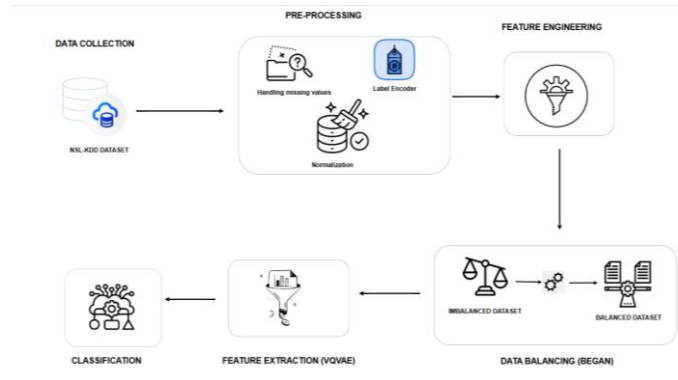 PRE-PROCESSING
FEATURE ENGINEERING
DATA COLLECTION
Handling missing values
Label Encoder
NSL-KDD DATASET
Normalization
IMBALANCED DATASET
BALANCED DATASET
CLASSIFICATION
FEATURE EXTRACTION (VQVAE)
DATA BALANCING (BEGAN)